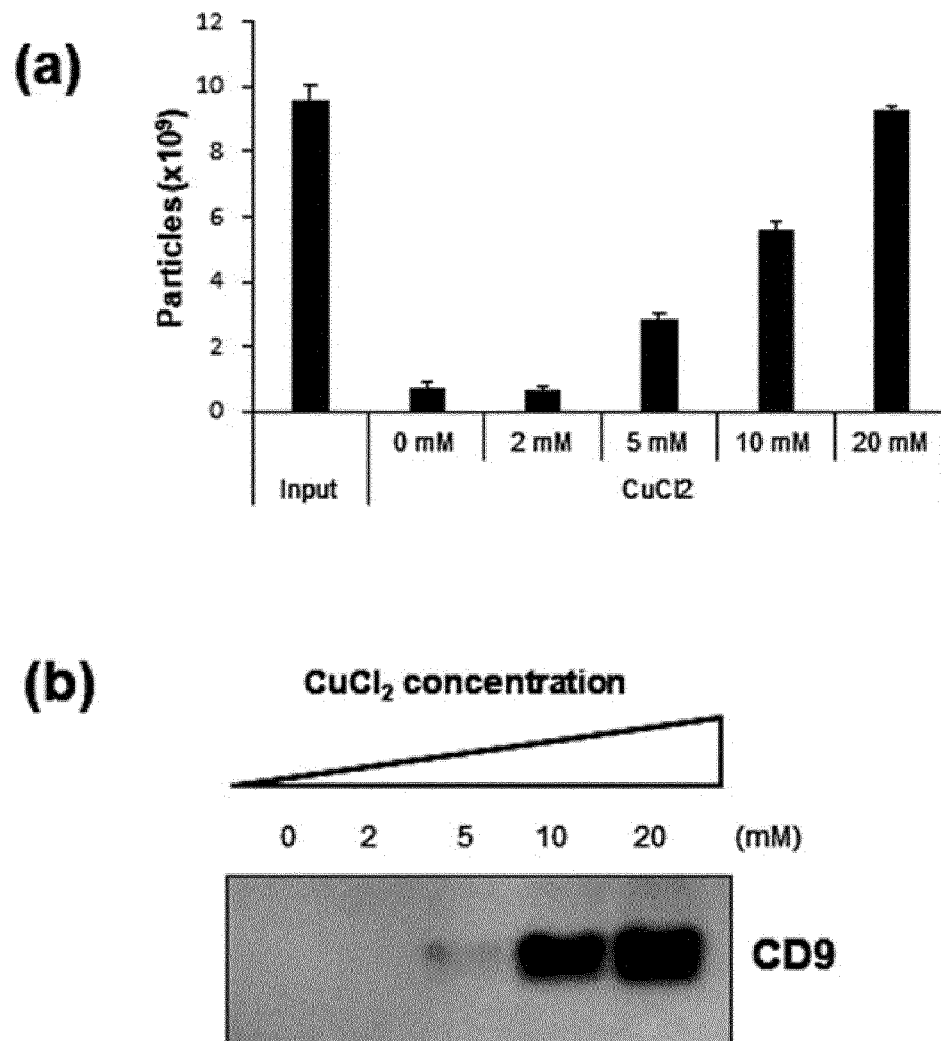 (a)
Particles (x10⁹)
12
10
8
6
4
2
0
0 mM 2 mM 5 mM 10 mM 20 mM
Input CuCl2
(b)
CuCl₂ concentration
0 2 5 10 20 (mM)
CD9